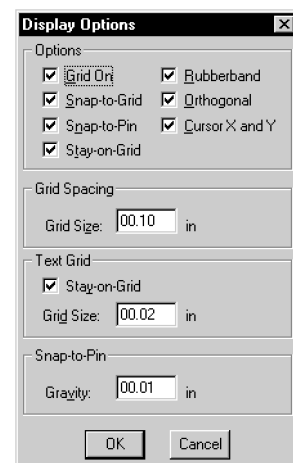 Display Options
Options
Grid On
Rubberband
Snap-to-Grid
Orthogonal
Snap-to-Pin
Cursor X and Y
Stay-on-Grid
Grid Spacing
Grid Size: 00.10 in
Text Grid
Stay-on-Grid
Grid Size: 00.02 in
Snap-to-Pin
Gravity: 00.01 in
OK Cancel